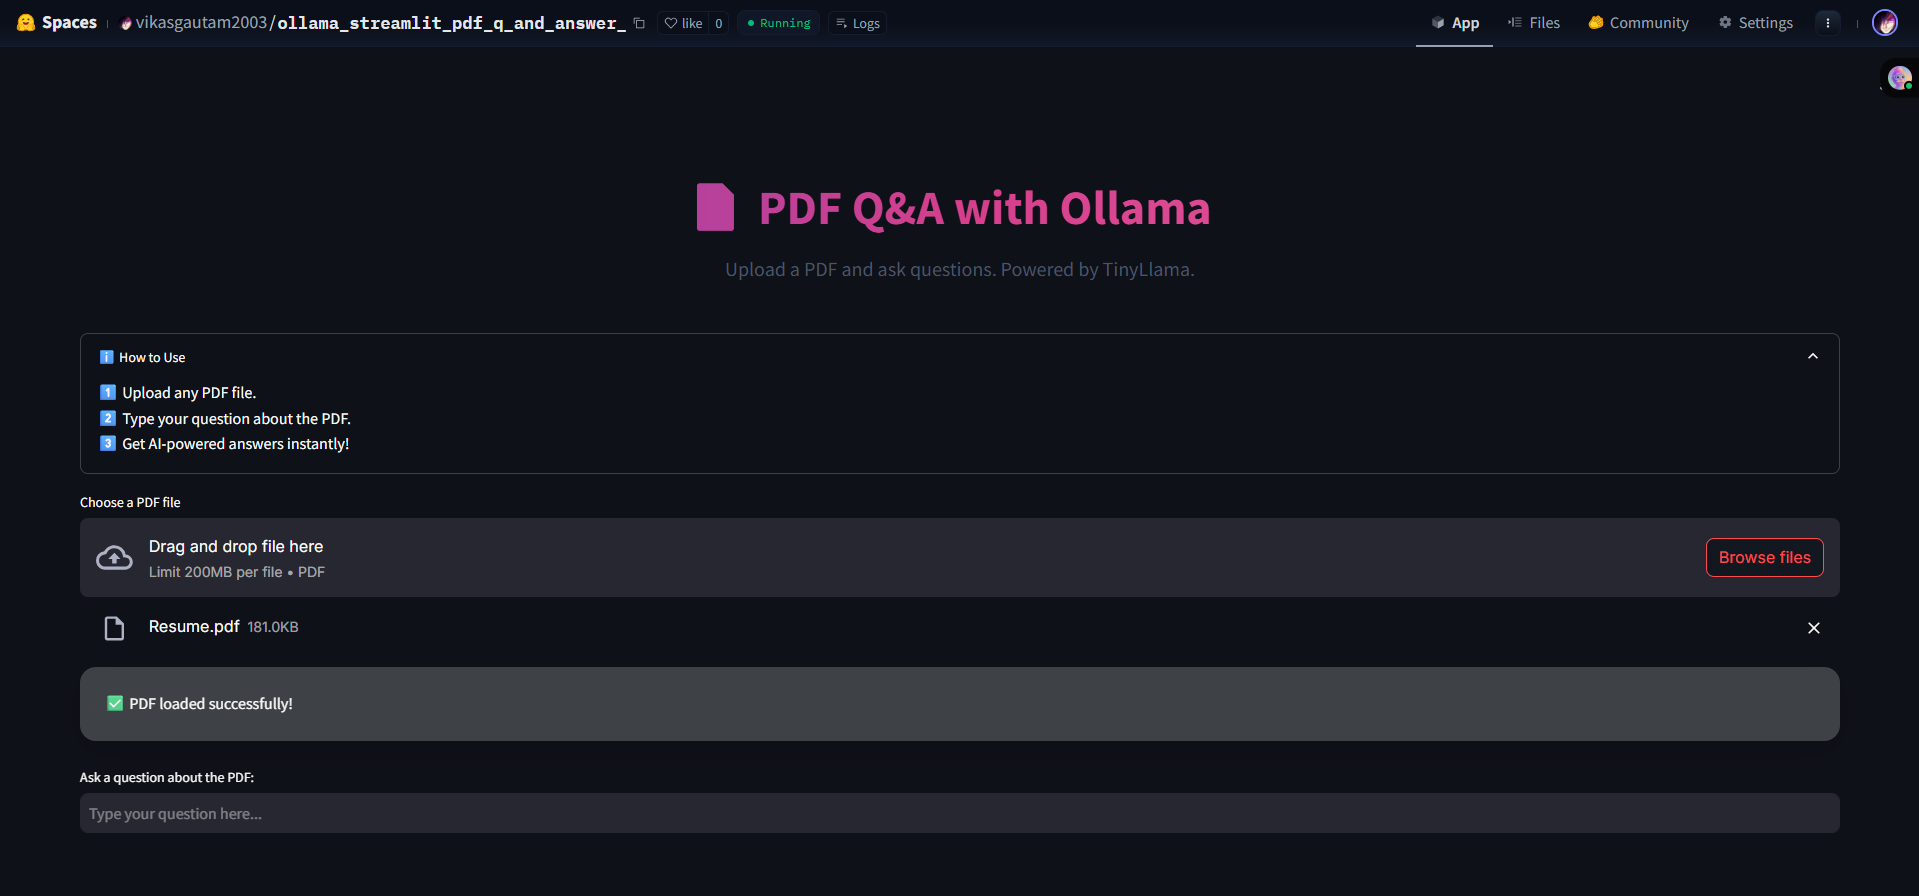 Spaces vikasgautam2003/ollama_streamlit_pdf_q_and_answer_ like 0 Running Logs App Files Community Settings
PDF Q&A with Ollama
Upload a PDF and ask questions. Powered by TinyLlama.
How to Use
1 Upload any PDF file.
2 Type your question about the PDF.
3 Get AI-powered answers instantly!
Choose a PDF file
Drag and drop file here
Limit 200MB per file • PDF
Browse files
Resume.pdf 181.0KB
PDF loaded successfully!
Ask a question about the PDF:
Type your question here...